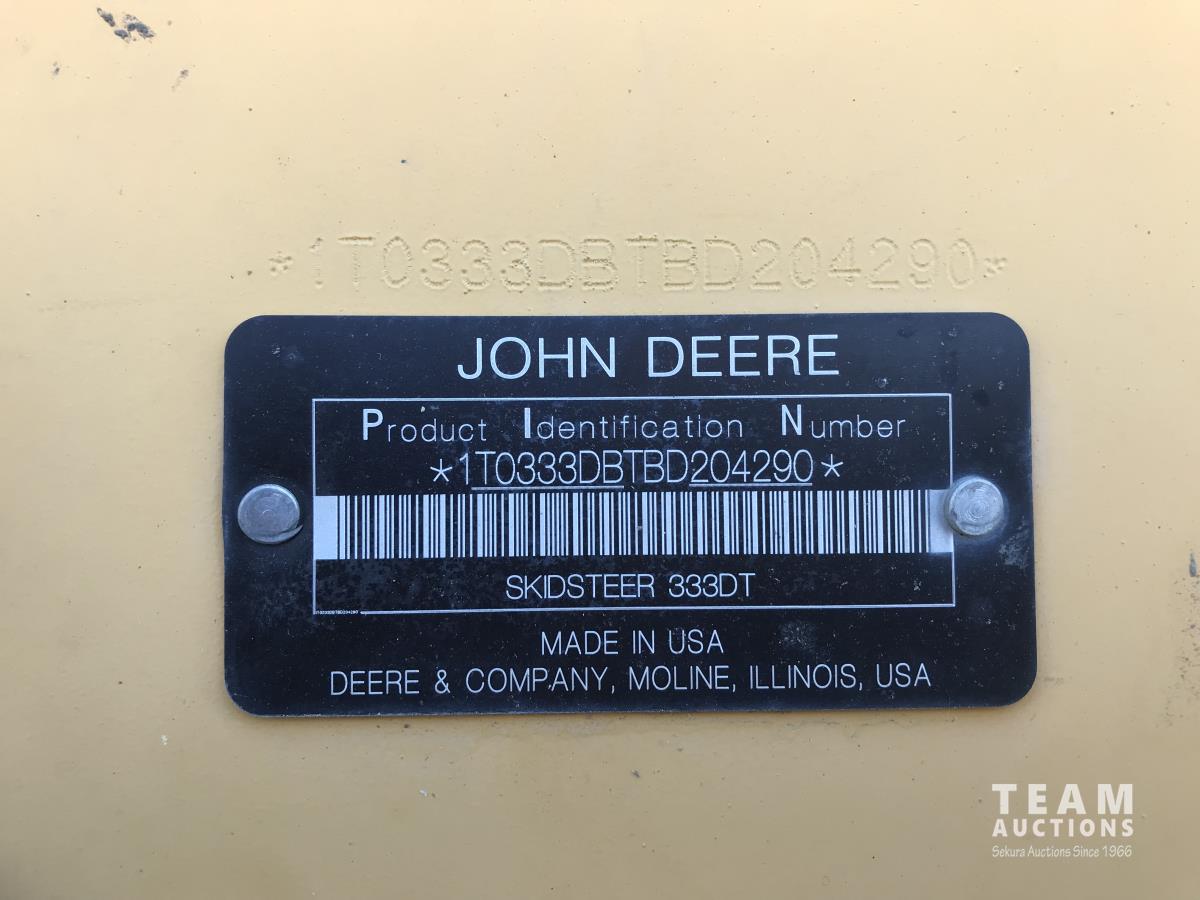 *1T0333DBTBD204290*
JOHN DEERE
Product Identification Number
*1T0333DBTBD204290*
SKIDSTEER 333DT
1T0333DBTBD204290
MADE IN USA
DEERE & COMPANY, MOLINE, ILLINOIS, USA
TEAM
AUCTIONS
Sekura Auctions Since 1966